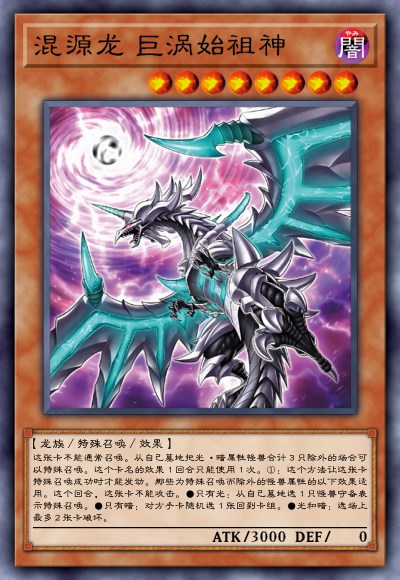 混源龙 巨涡始祖神
闇
やみ
【龙族／特殊召唤／效果】
这张卡不能通常召唤。从自己墓地把光·暗属性怪兽合计3只除外的场合可
以特殊召唤。这个卡名的效果1回合只能使用1次。①：这个方法让这张卡
特殊召唤成功时才能发动。那些为特殊召唤而除外的怪兽属性的以下效果适
用。这个回合，这张卡不能攻击。●只有光：从自己墓地选1只怪兽守备表
示特殊召唤。●只有暗：对方手卡随机选1张回到卡组。●光和暗：选场上
最多2张卡破坏。
ATK/3000 DEF/ 0